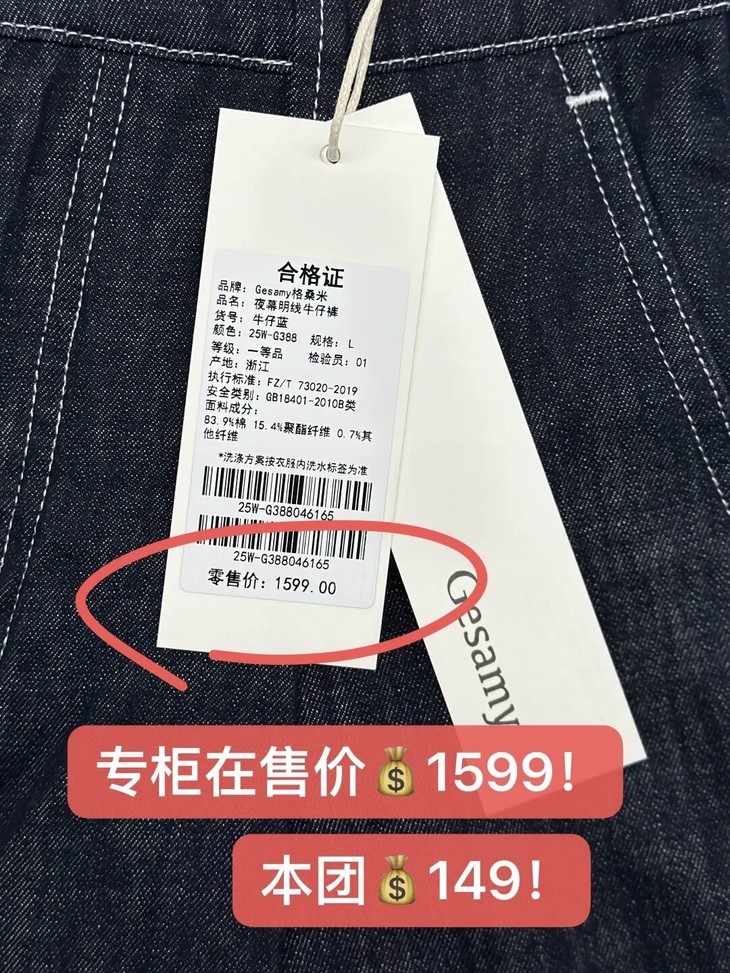 合格证
品牌：Gesamy格桑米
品名：夜幕明线牛仔裤
货号：牛仔蓝
颜色：25W-G388 规格：L
等级：一等品 检验员：01
产地：浙江
执行标准：FZ/T 73020-2019
安全类别：GB18401-2010B类
面料成分：
83.9%棉 15.4%聚酯纤维 0.7%其
他纤维
*洗涤方案按衣服内洗水标签为准
25W-G388046165
25W-G388046165
零售价：1599.00
Gesamy
专柜在售价💰1599！
本团💰149！